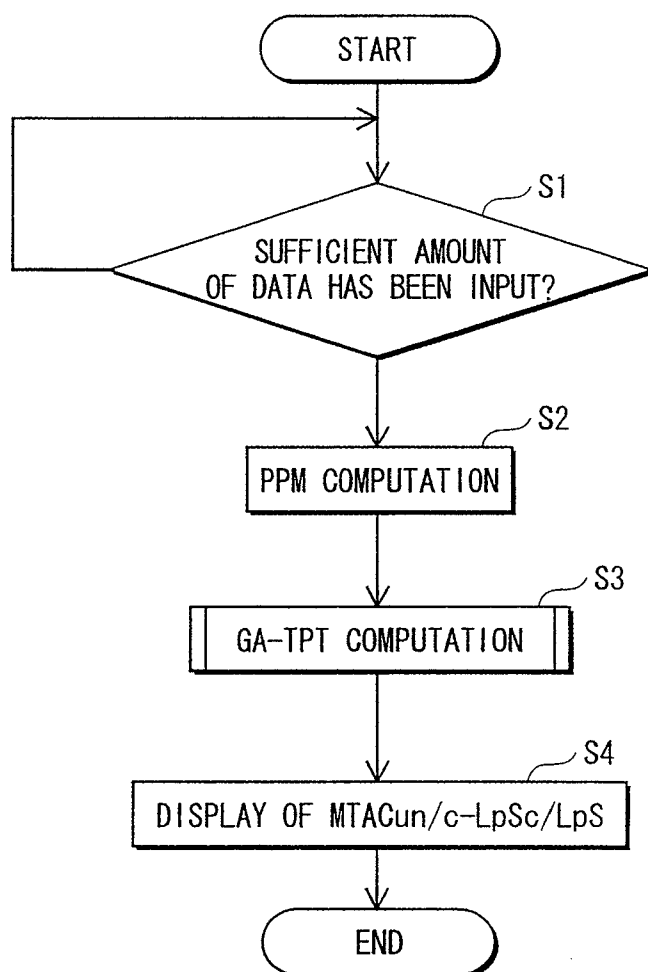 START
S1
SUFFICIENT AMOUNT
OF DATA HAS BEEN INPUT?
S2
PPM COMPUTATION
S3
GA-TPT COMPUTATION
S4
DISPLAY OF MTACun/c-LpSc/LpS
END